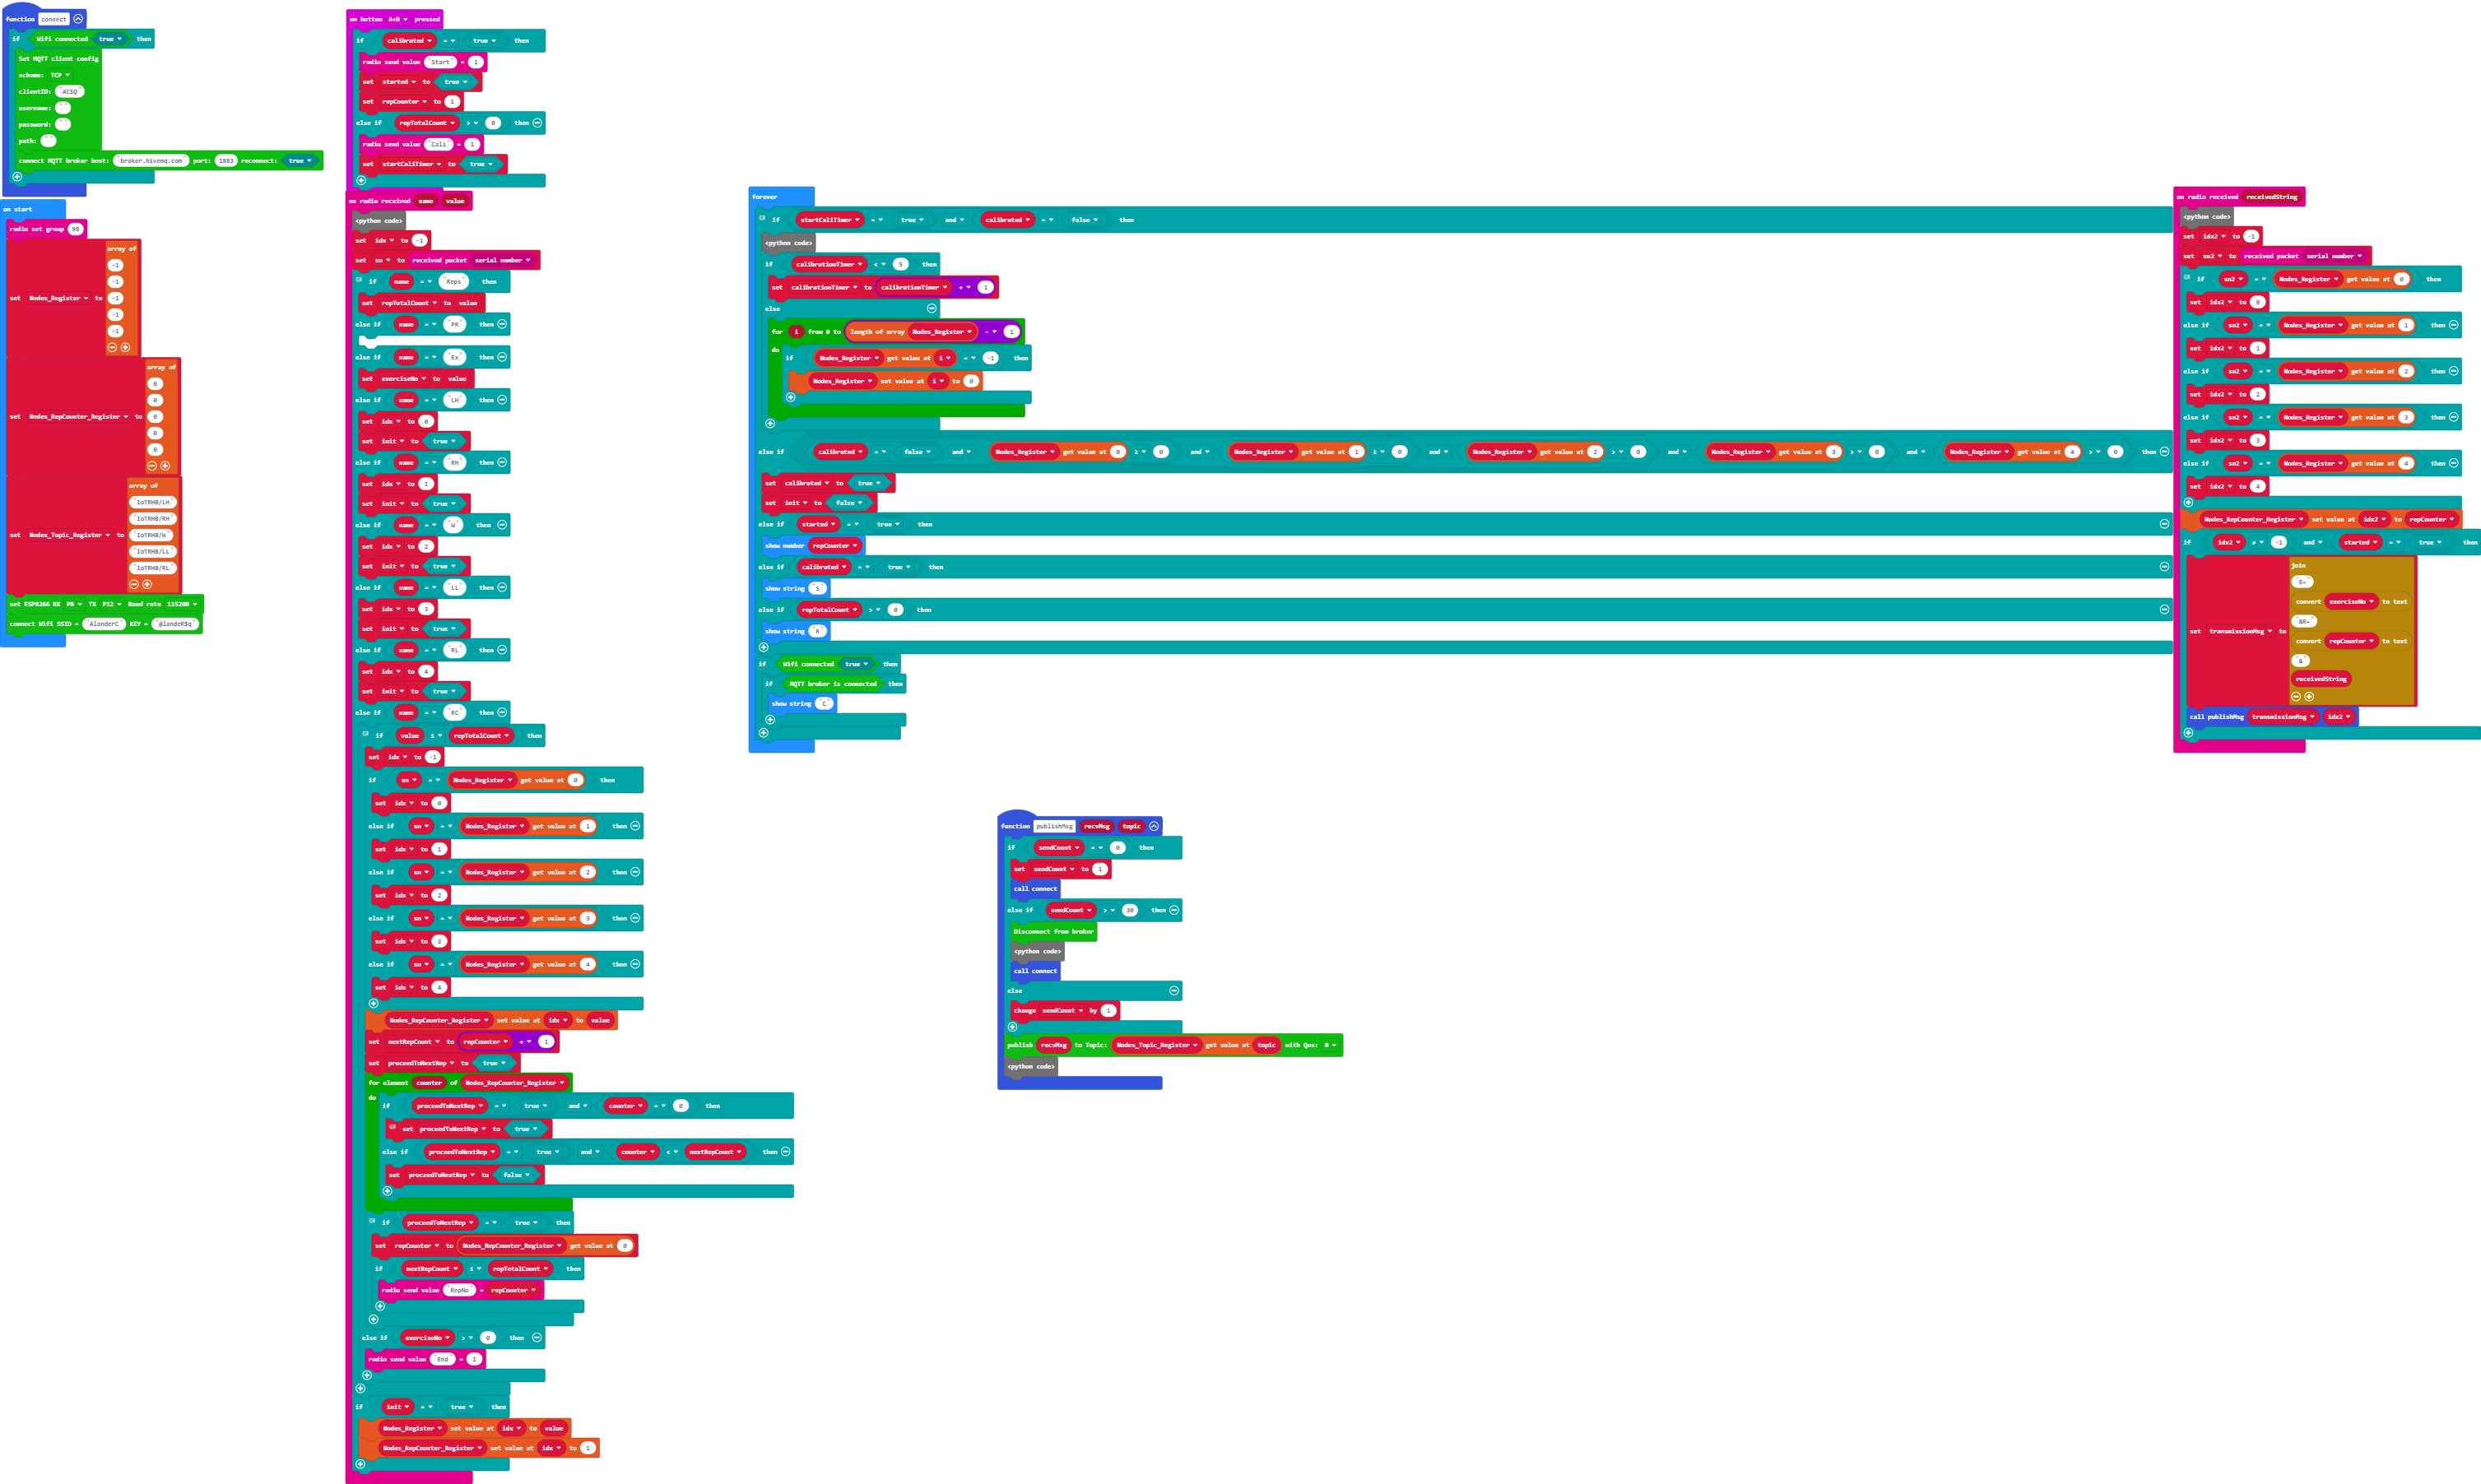 function connect
if Wifi connected true then
Set MQTT client config
scheme: TCP
clientID: "ACSQ"
username: ""
password: ""
path: ""
connect MQTT broker host: "broker.hivemq.com" port: 1883 reconnect: true
on start
radio set group 98
set Nodes_Register to array of
-1
-1
-1
-1
-1
set Nodes_RepCounter_Register to array of
0
0
0
0
0
set Nodes_Topic_Register to array of
"IoTRHB/LH"
"IoTRHB/RH"
"IoTRHB/W"
"IoTRHB/LL"
"IoTRHB/RL"
set ESP8266 RX P8 TX P12 Baud rate 115200
connect Wifi SSID = "AlanderC" KEY = "@landeR$q"
on button A+B pressed
if calibrated = true then
radio send value "Start" = 1
set started to true
set repCounter to 1
else if repTotalCount > 0 then
radio send value "Cali" = 1
set startCaliTimer to true
on radio received name value
<python code>
set idx to -1
set sn to received packet serial number
if name = "Reps" then
set repTotalCount to value
else if name = "PR" then
else if name = "Ex" then
set exerciseNo to value
else if name = "LH" then
set idx to 0
set init to true
else if name = "RH" then
set idx to 1
set init to true
else if name = "W" then
set idx to 2
set init to true
else if name = "LL" then
set idx to 3
set init to true
else if name = "RL" then
set idx to 4
set init to true
else if name = "RC" then
if value ≤ repTotalCount then
set idx to -1
if sn = Nodes_Register get value at 0 then
set idx to 0
else if sn = Nodes_Register get value at 1 then
set idx to 1
else if sn = Nodes_Register get value at 2 then
set idx to 2
else if sn = Nodes_Register get value at 3 then
set idx to 3
else if sn = Nodes_Register get value at 4 then
set idx to 4
Nodes_RepCounter_Register set value at idx to value
set nextRepCount to repCounter + 1
set proceedToNextRep to true
for element counter of Nodes_RepCounter_Register
do if proceedToNextRep = true and counter = 0 then
set proceedToNextRep to true
else if proceedToNextRep = true and counter < nextRepCount then
set proceedToNextRep to false
if proceedToNextRep = true then
set repCounter to Nodes_RepCounter_Register get value at 0
if nextRepCount ≤ repTotalCount then
radio send value "RepNo" = repCounter
else if exerciseNo > 0 then
radio send value "End" = 1
if init = true then
Nodes_Register set value at idx to value
Nodes_RepCounter_Register set value at idx to 1
forever
if startCaliTimer = true and calibrated = false then
<python code>
if calibrationTimer < 5 then
set calibrationTimer to calibrationTimer + 1
else
for i from 0 to length of array Nodes_Register - 1
do if Nodes_Register get value at i = -1 then
Nodes_Register set value at i to 0
else if calibrated = false and Nodes_Register get value at 0 ≥ 0 and Nodes_Register get value at 1 ≥ 0 and Nodes_Register get value at 2 > 0 and Nodes_Register get value at 3 > 0 and Nodes_Register get value at 4 > 0 then
set calibrated to true
set init to false
else if started = true then
show number repCounter
else if calibrated = true then
show string "S"
else if repTotalCount > 0 then
show string "R"
if Wifi connected true then
if MQTT broker is connected then
show string "C"
function publishMsg recvMsg topic
if sendCount = 0 then
set sendCount to 1
call connect
else if sendCount > 30 then
Disconnect from broker
<python code>
call connect
else
change sendCount by 1
publish recvMsg to Topic: Nodes_Topic_Register get value at topic with Qos: 0
<python code>
on radio received receivedString
<python code>
set idx2 to -1
set sn2 to received packet serial number
if sn2 = Nodes_Register get value at 0 then
set idx2 to 0
else if sn2 = Nodes_Register get value at 1 then
set idx2 to 1
else if sn2 = Nodes_Register get value at 2 then
set idx2 to 2
else if sn2 = Nodes_Register get value at 3 then
set idx2 to 3
else if sn2 = Nodes_Register get value at 4 then
set idx2 to 4
Nodes_RepCounter_Register set value at idx2 to repCounter
if idx2 ≠ -1 and started = true then
set transmissionMsg to join
"E="
convert exerciseNo to text
"&R="
convert repCounter to text
"&"
receivedString
call publishMsg transmissionMsg idx2